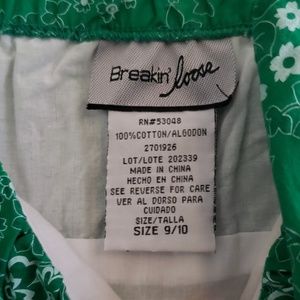 Breakin' loose
RN#53048
100%COTTON/ALGODON
2701926
LOT/LOTE 202339
MADE IN CHINA
HECHO EN CHINA
SEE REVERSE FOR CARE
VER AL DORSO PARA
CUIDADO
SIZE/TALLA
SIZE 9/10